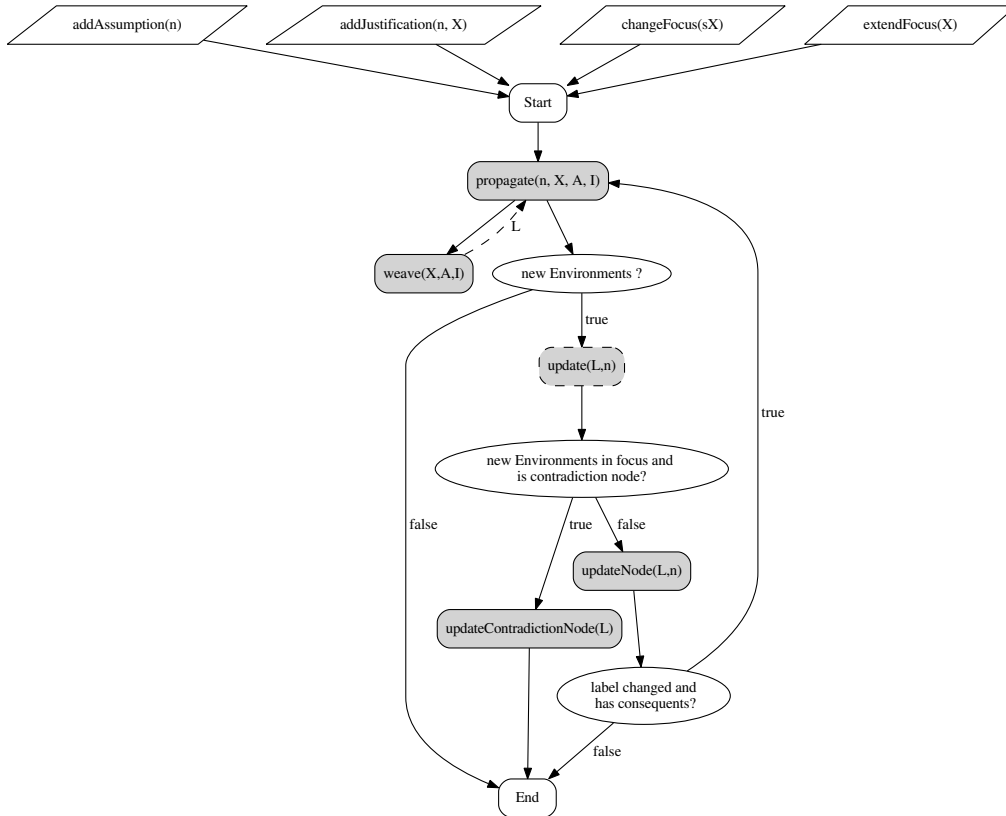 addAssumption(n)
addJustification(n, X)
changeFocus(sX)
extendFocus(X)
Start
propagate(n, X, A, I)
L
weave(X,A,I)
new Environments ?
true
update(L,n)
true
new Environments in focus and
is contradiction node?
false
true
false
updateNode(L,n)
updateContradictionNode(L)
label changed and
has consequents?
false
End